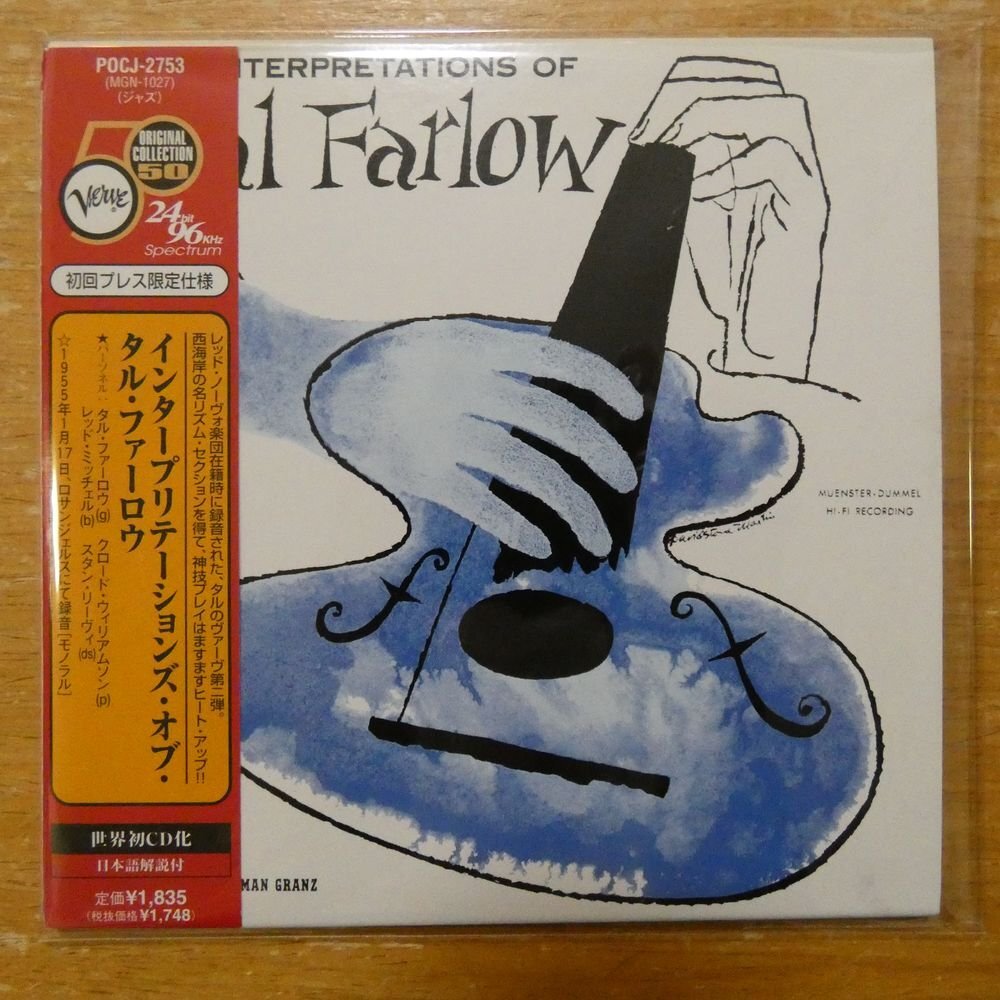 POCJ-2753
(MGN-1027)
(ジャズ)
50
ORIGINAL
COLLECTION
50
Verve
24bit
96KHz
Spectrum
初回プレス限定仕様
レッド・ノーヴォ楽団在籍時に録音された、タルのヴァーヴ第二弾。
西海岸の名リズム・セクションを得て、神技プレイはますますヒート・アップ!!
インタープリテーションズ・オブ・
タル・ファーロウ
★パーソネル: タル・ファーロウ(g) クロード・ウィリアムソン(p)
レッド・ミッチェル(b) スタン・リーヴィ(ds)
☆1955年1月17日、ロサンジェルスにて録音[モノラル]
世界初CD化
日本語解説付
定価¥1,835
(税抜価格¥1,748)
NTERPRETATIONS OF
al Farlow
MUENSTER-DUMMEL
HI-FI RECORDING
David Stone Martin
MAN GRANZ